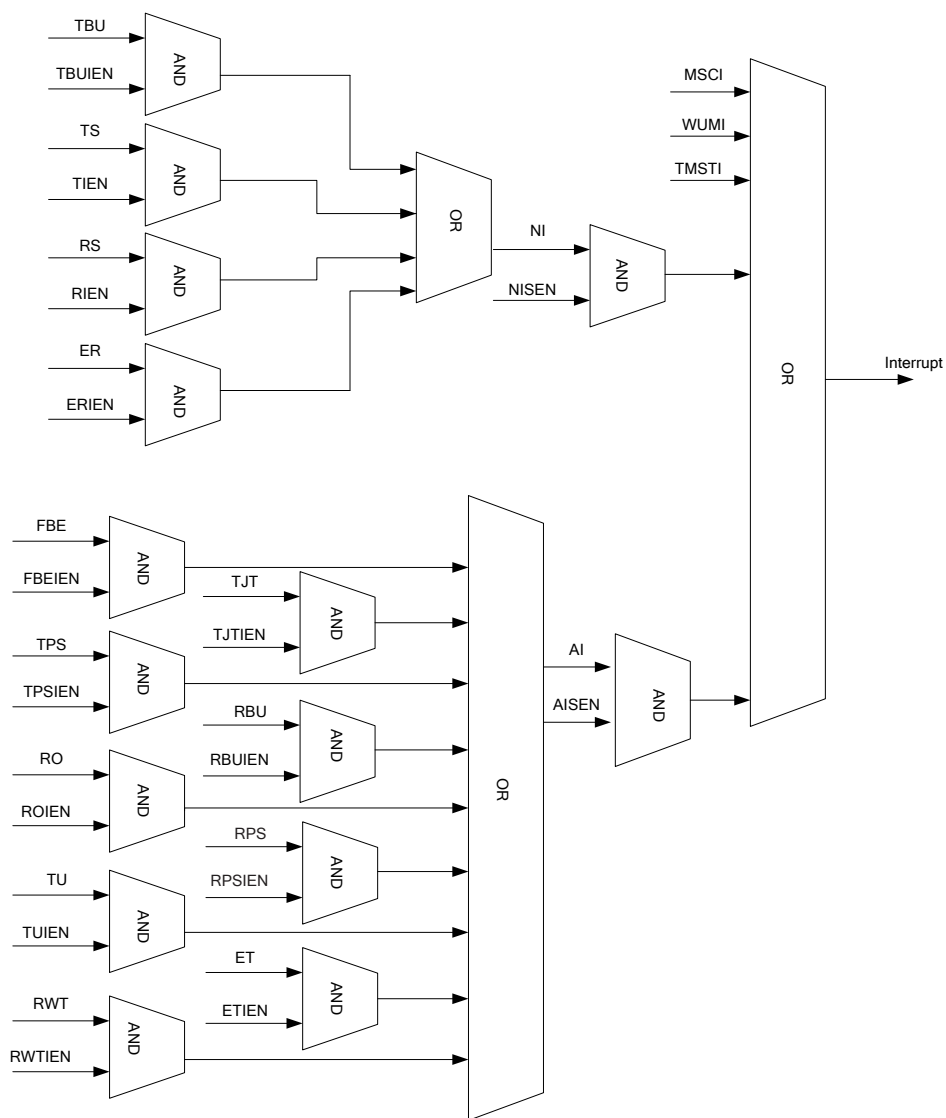 TBU
TBUIEN
AND
TS
TIEN
AND
RS
RIEN
AND
ER
ERIEN
AND
OR
NI
NISEN
AND
MSCI
WUMI
TMSTI
OR
Interrupt
FBE
FBEIEN
AND
TJT
TJTIEN
AND
TPS
TPSIEN
AND
RBU
RBUIEN
AND
RO
ROIEN
AND
RPS
RPSIEN
AND
TU
TUIEN
AND
ET
ETIEN
AND
RWT
RWTIEN
AND
OR
AI
AISEN
AND